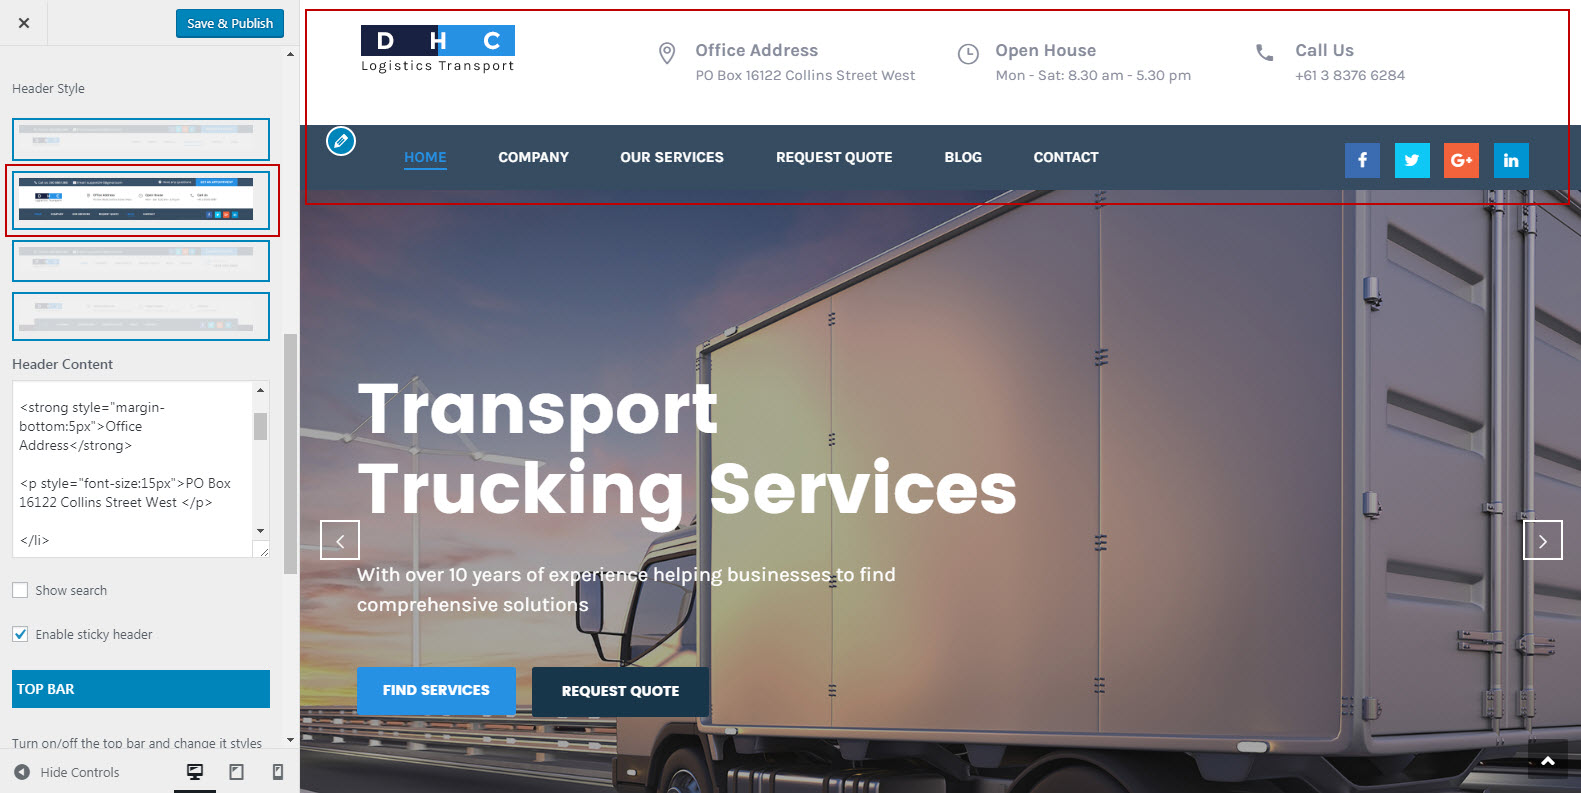 Save & Publish
Header Style
Header Content
<strong style="margin-
bottom:5px">Office
Address</strong>
<p style="font-size:15px">PO Box
16122 Collins Street West </p>
</li>
Show search
Enable sticky header
TOP BAR
Turn on/off the top bar and change it styles
Hide Controls
D H C
Logistics Transport
Office Address
PO Box 16122 Collins Street West
Open House
Mon - Sat: 8.30 am - 5.30 pm
Call Us
+61 3 8376 6284
HOME COMPANY OUR SERVICES REQUEST QUOTE BLOG CONTACT
Transport
Trucking Services
With over 10 years of experience helping businesses to find
comprehensive solutions
FIND SERVICES REQUEST QUOTE